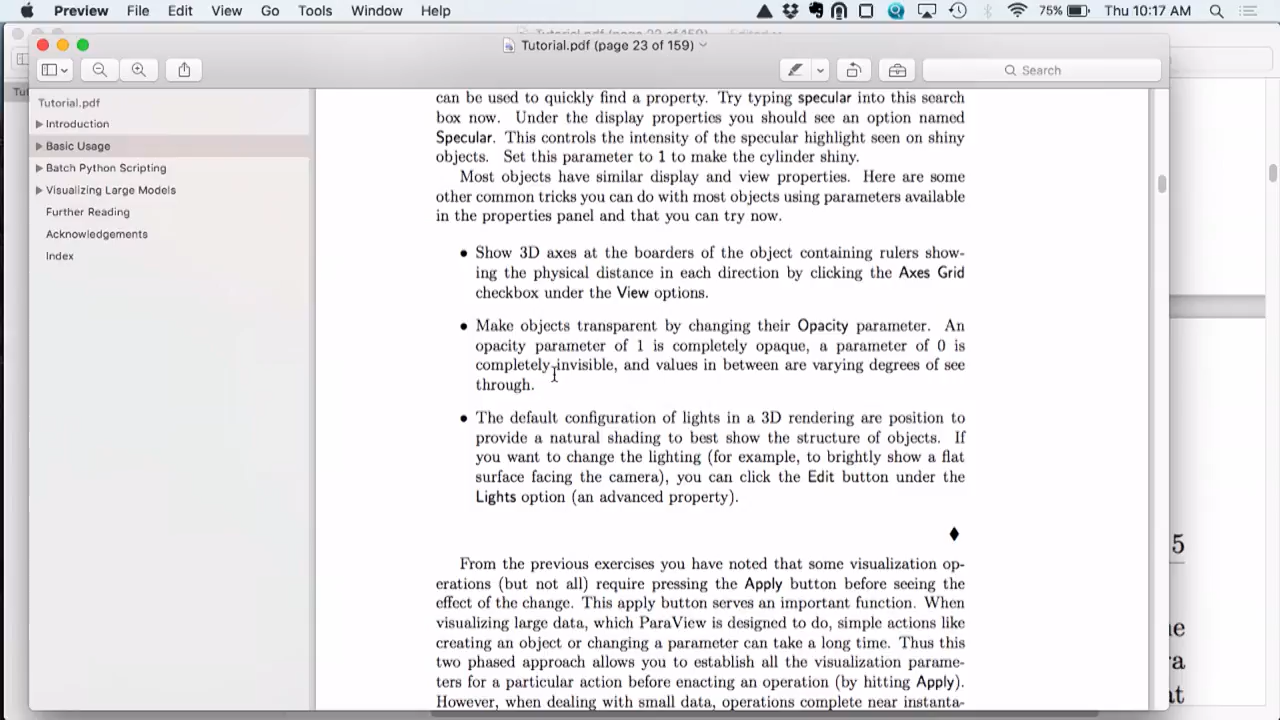 Preview File Edit View Go Tools Window Help 75% Thu 10:17 AM
Tutorial.pdf (page 23 of 159)
Search
Tutorial.pdf
Introduction
Basic Usage
Batch Python Scripting
Visualizing Large Models
Further Reading
Acknowledgements
Index
can be used to quickly find a property. Try typing specular into this search
box now. Under the display properties you should see an option named
Specular. This controls the intensity of the specular highlight seen on shiny
objects. Set this parameter to 1 to make the cylinder shiny.
Most objects have similar display and view properties. Here are some
other common tricks you can do with most objects using parameters available
in the properties panel and that you can try now.
• Show 3D axes at the boarders of the object containing rulers show-
ing the physical distance in each direction by clicking the Axes Grid
checkbox under the View options.
• Make objects transparent by changing their Opacity parameter. An
opacity parameter of 1 is completely opaque, a parameter of 0 is
completely invisible, and values in between are varying degrees of see
through.
• The default configuration of lights in a 3D rendering are position to
provide a natural shading to best show the structure of objects. If
you want to change the lighting (for example, to brightly show a flat
surface facing the camera), you can click the Edit button under the
Lights option (an advanced property).
From the previous exercises you have noted that some visualization op-
erations (but not all) require pressing the Apply button before seeing the
effect of the change. This apply button serves an important function. When
visualizing large data, which ParaView is designed to do, simple actions like
creating an object or changing a parameter can take a long time. Thus this
two phased approach allows you to establish all the visualization parame-
ters for a particular action before enacting an operation (by hitting Apply).
However, when dealing with small data, operations complete near instanta-
5